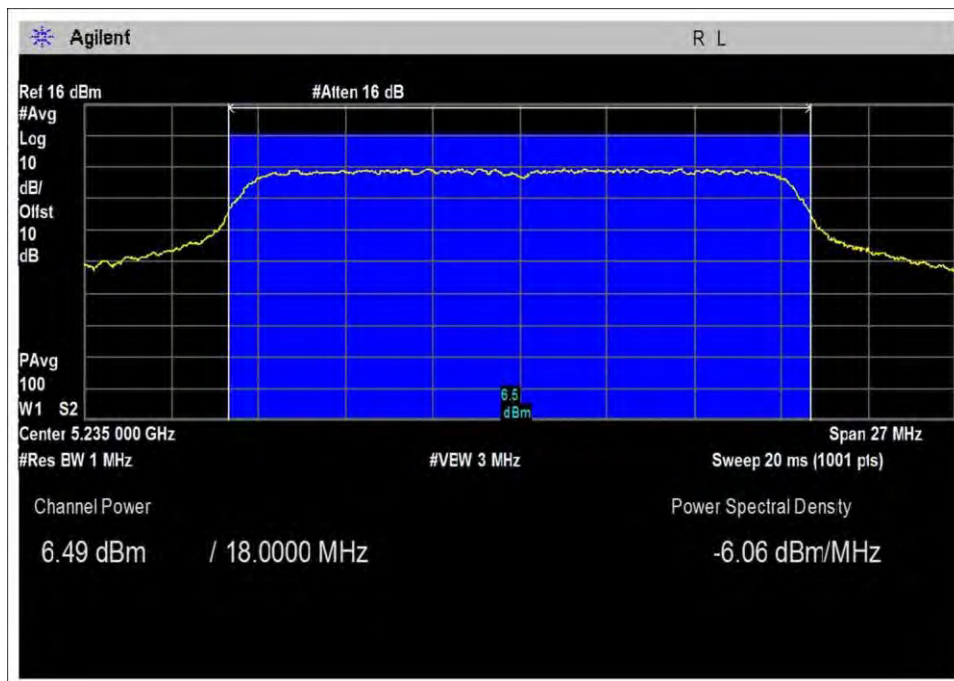 Agilent R L
Ref 16 dBm #Atten 16 dB
#Avg
Log
10
dB/
Offst
10
dB
PAvg
100
W1 S2
6.5
dBm
Center 5.235 000 GHz Span 27 MHz
#Res BW 1 MHz #VEW 3 MHz Sweep 20 ms (1001 pts)
Channel Power Power Spectral Density
6.49 dBm / 18.0000 MHz -6.06 dBm/MHz